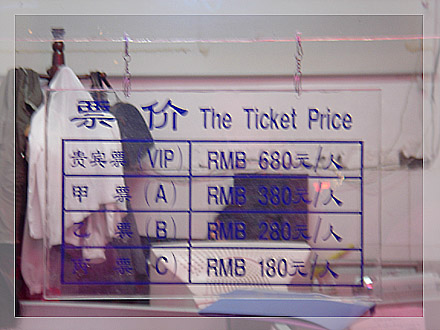 票 价 The Ticket Price
贵宾票(VIP) RMB 680元/人
甲 票(A) RMB 380元/人
乙 票(B) RMB 280元/人
票(C) RMB 180元/人